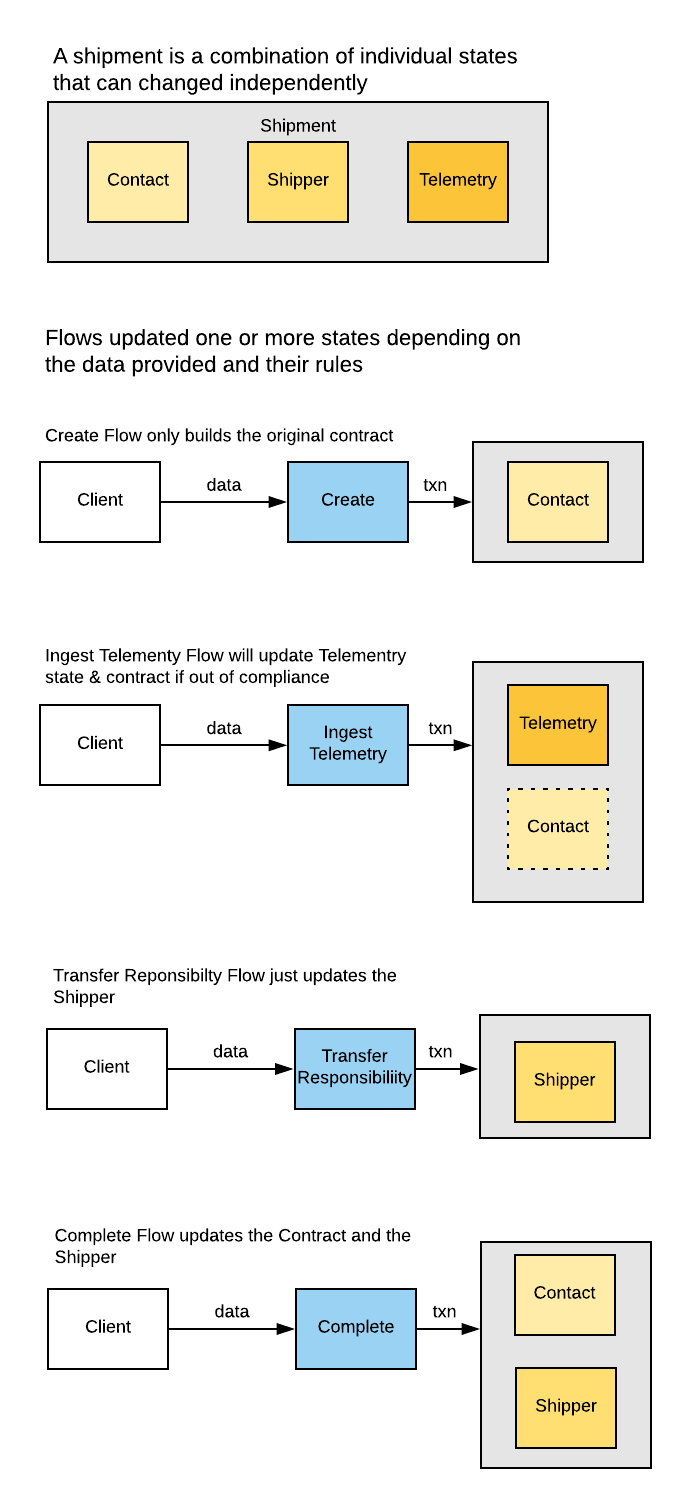 A shipment is a combination of individual states
that can changed independently
Shipment
Contact
Shipper
Telemetry
Flows updated one or more states depending on
the data provided and their rules
Create Flow only builds the original contract
Client
data
Create
txn
Contact
Ingest Telementy Flow will update Telementry
state & contract if out of compliance
Client
data
Ingest
Telemetry
txn
Telemetry
Contact
Transfer Reponsibilty Flow just updates the
Shipper
Client
data
Transfer
Responsibiliity
txn
Shipper
Complete Flow updates the Contract and the
Shipper
Client
data
Complete
txn
Contact
Shipper